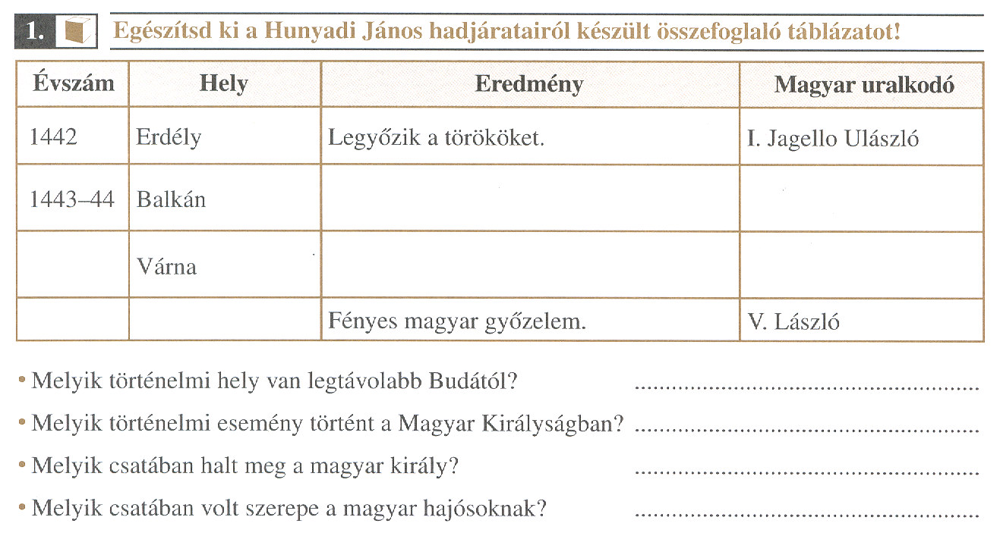 1. Egészítsd ki a Hunyadi János hadjáratairól készült összefoglaló táblázatot!
Évszám Hely Eredmény Magyar uralkodó
1442 Erdély Legyőzik a törököket. I. Jagello Ulászló
1443–44 Balkán
Várna
Fényes magyar győzelem. V. László
• Melyik történelmi hely van legtávolabb Budától? ........................................................
• Melyik történelmi esemény történt a Magyar Királyságban? ........................................................
• Melyik csatában halt meg a magyar király? ........................................................
• Melyik csatában volt szerepe a magyar hajósoknak? ........................................................